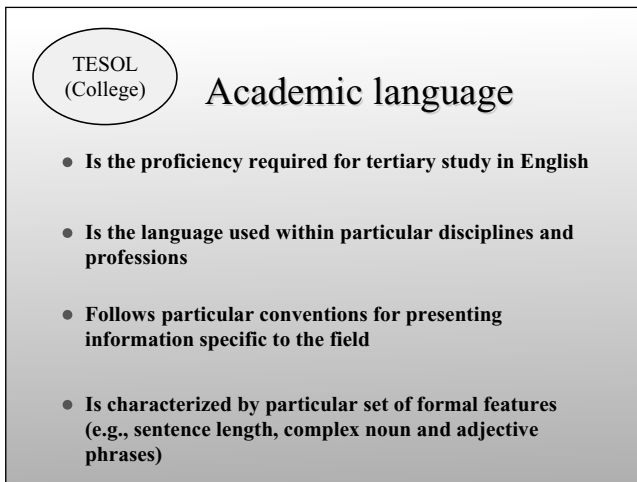 TESOL
(College)
Academic language
● Is the proficiency required for tertiary study in English
● Is the language used within particular disciplines and
professions
● Follows particular conventions for presenting
information specific to the field
● Is characterized by particular set of formal features
(e.g., sentence length, complex noun and adjective
phrases)